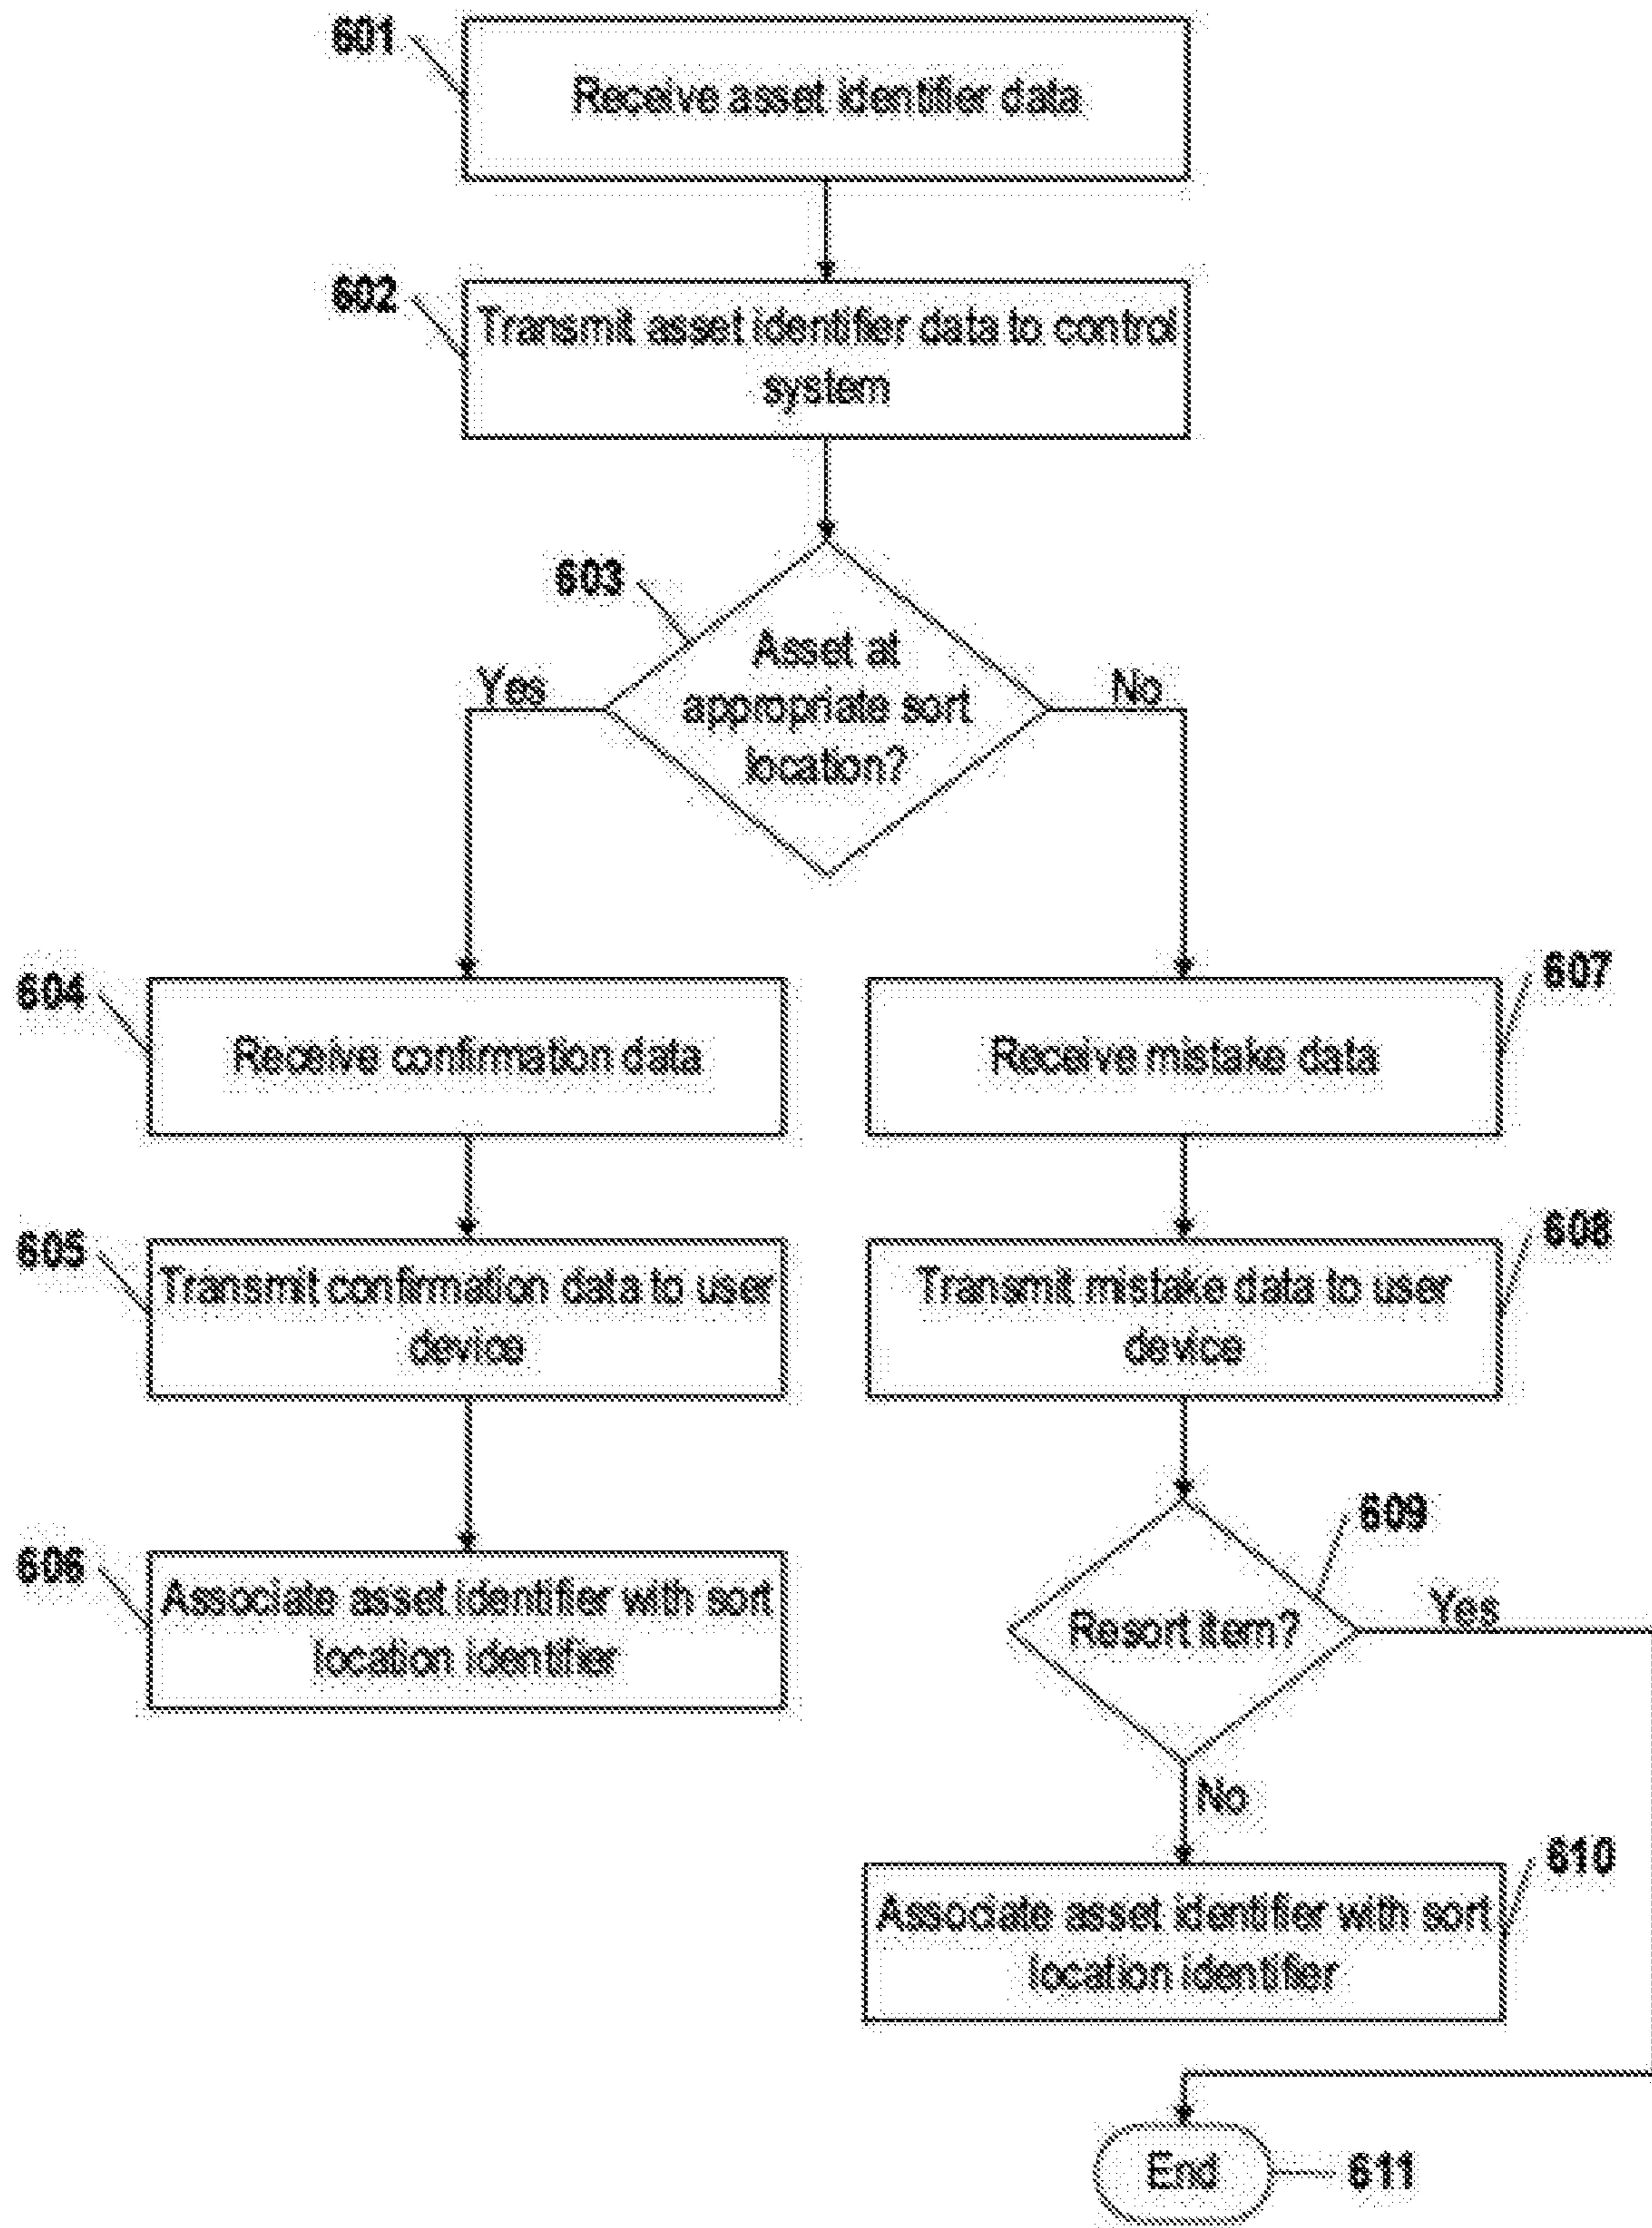 601
Receive asset identifier data
602
Transmit asset identifier data to control
system
603
Asset at
appropriate sort
location?
Yes
No
604
Receive confirmation data
607
Receive mistake data
605
Transmit confirmation data to user
device
608
Transmit mistake data to user
device
606
Associate asset identifier with sort
location identifier
609
Resort item?
Yes
No
610
Associate asset identifier with sort
location identifier
End
611